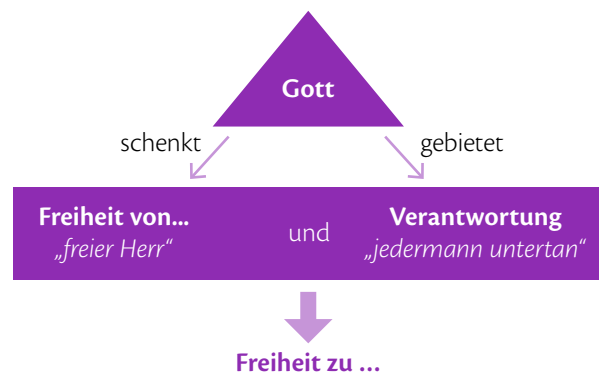 Gott
schenkt
gebietet
Freiheit von...
„freier Herr“
und
Verantwortung
„jedermann untertan“
Freiheit zu ...